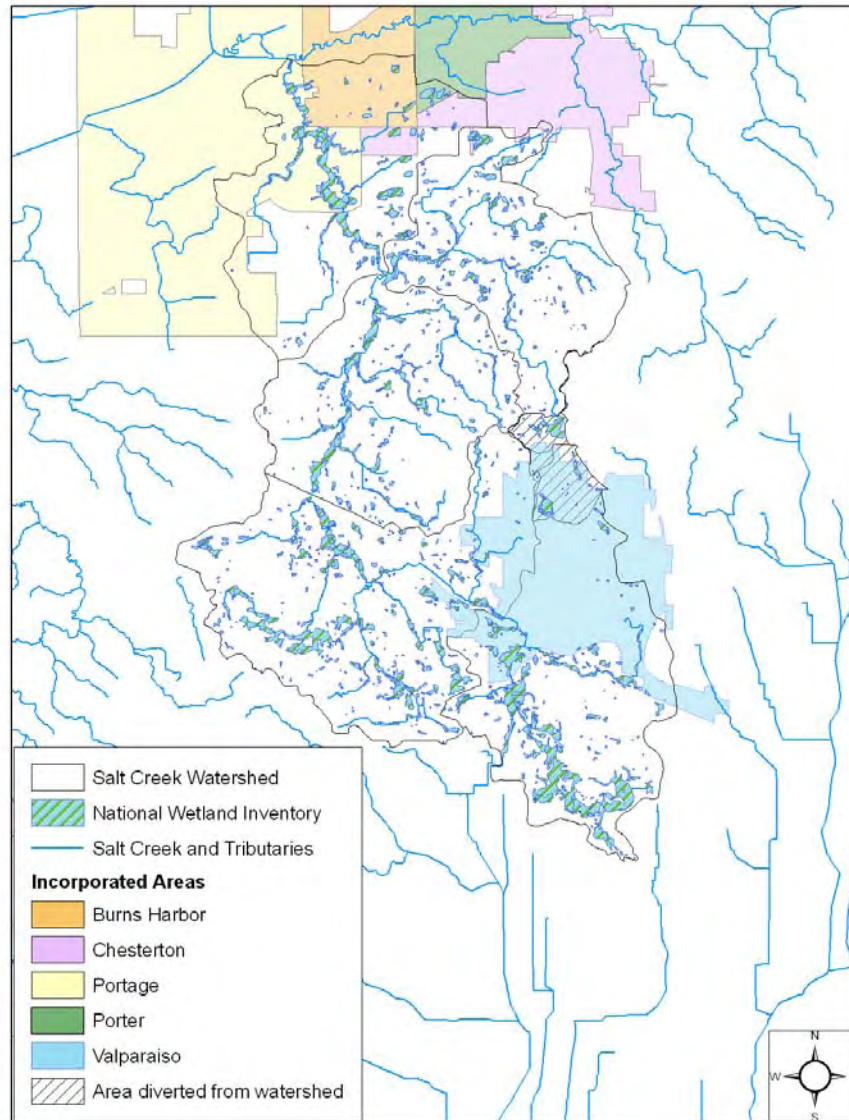 Salt Creek Watershed
National Wetland Inventory
Salt Creek and Tributaries
Incorporated Areas
Burns Harbor
Chesterton
Portage
Porter
Valparaiso
Area diverted from watershed
N
W
E
S